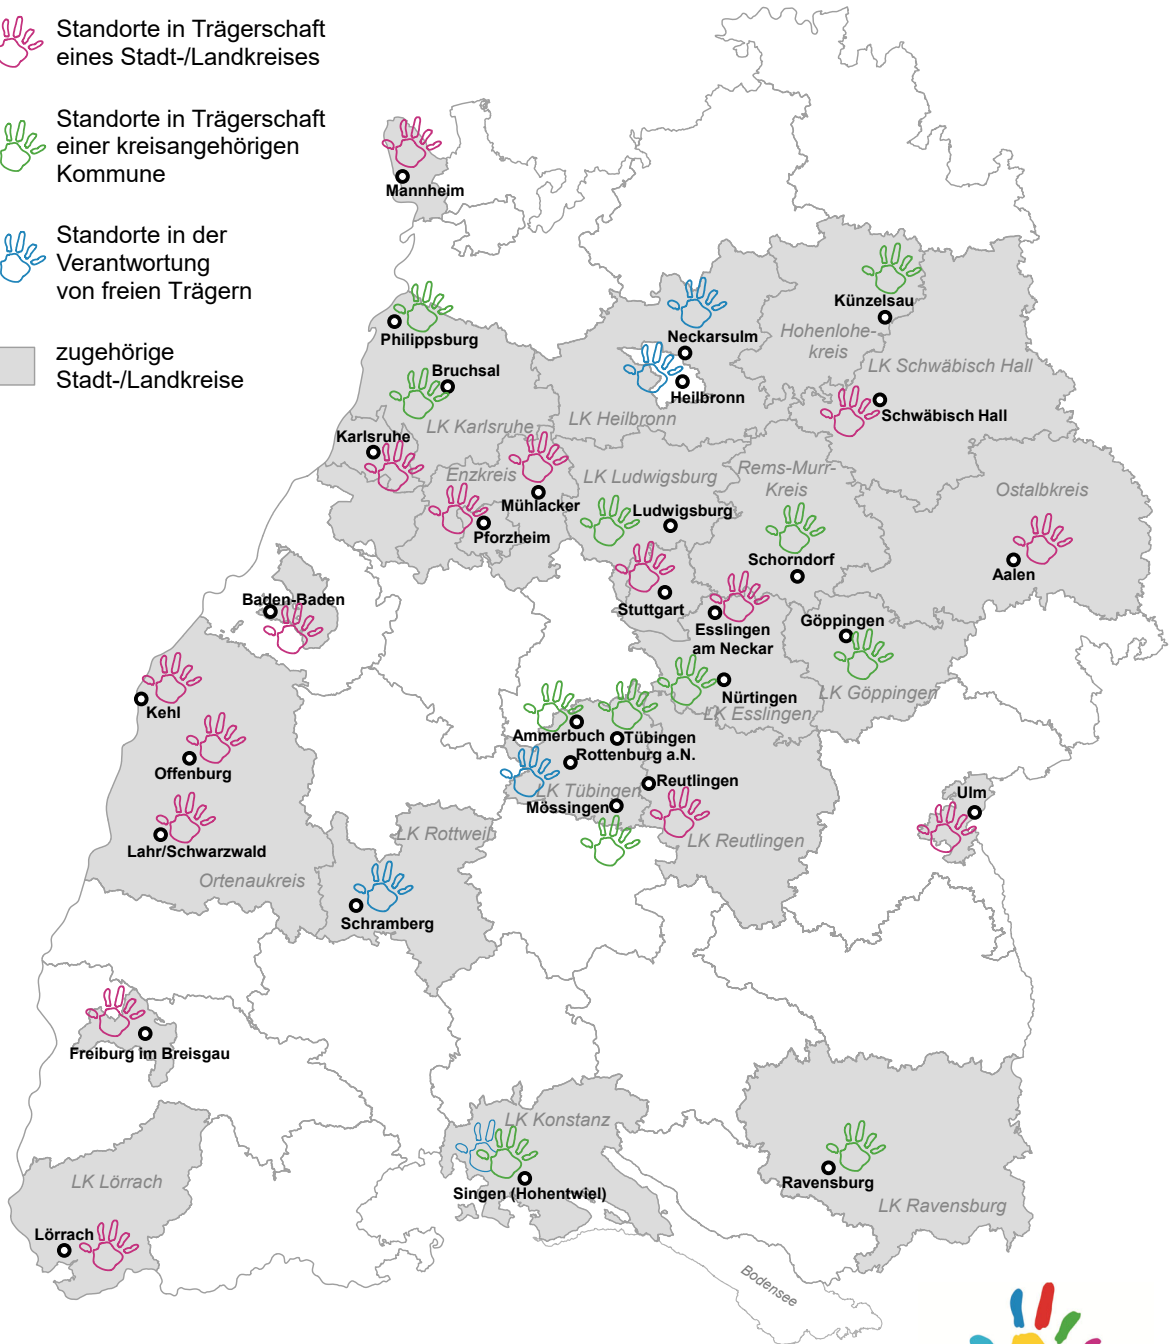 Standorte in Trägerschaft
eines Stadt-/Landkreises
Standorte in Trägerschaft
einer kreisangehörigen
Kommune
Standorte in der
Verantwortung
von freien Trägern
zugehörige
Stadt-/Landkreise
Mannheim
Künzelsau
Philippsburg
Neckarsulm
Hohenlohe-
kreis
LK Schwäbisch Hall
Bruchsal
Heilbronn
Schwäbisch Hall
LK Karlsruhe
LK Heilbronn
Karlsruhe
Enzkreis
LK Ludwigsburg
Rems-Murr-
Kreis
Ostalbkreis
Mühlacker
Ludwigsburg
Pforzheim
Schorndorf
Aalen
Baden-Baden
Stuttgart
Esslingen
am Neckar
Göppingen
Kehl
Nürtingen
LK Göppingen
LK Esslingen
Ammerbuch
Tübingen
Rottenburg a.N.
Offenburg
Reutlingen
LK Tübingen
Mössingen
Ulm
LK Rottweil
LK Reutlingen
Lahr/Schwarzwald
Ortenaukreis
Schramberg
Freiburg im Breisgau
LK Konstanz
LK Lörrach
Singen (Hohentwiel)
Ravensburg
LK Ravensburg
Lörrach
Bodensee